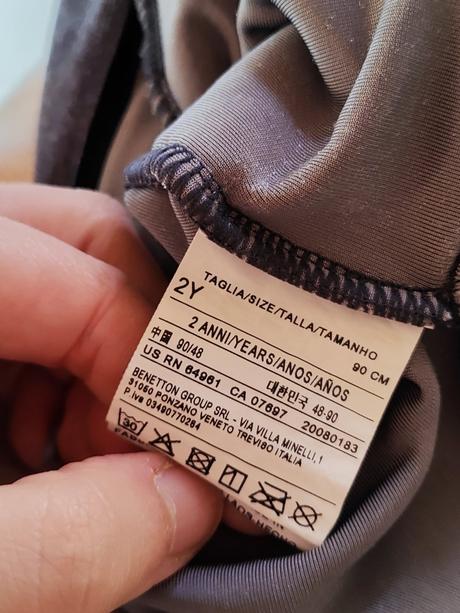 TAGLIA/SIZE/TALLA/TAMANHO
2Y 90 CM
2 ANNI/YEARS/ANOS/AÑOS
中國 90/48 대한민국 48-90
US RN 64961 CA 07697 20080183
BENETTON GROUP SRL - VIA VILLA MINELLI,1
31050 PONZANO VENETO TREVISO ITALIA
P.IVA 03490770264
30